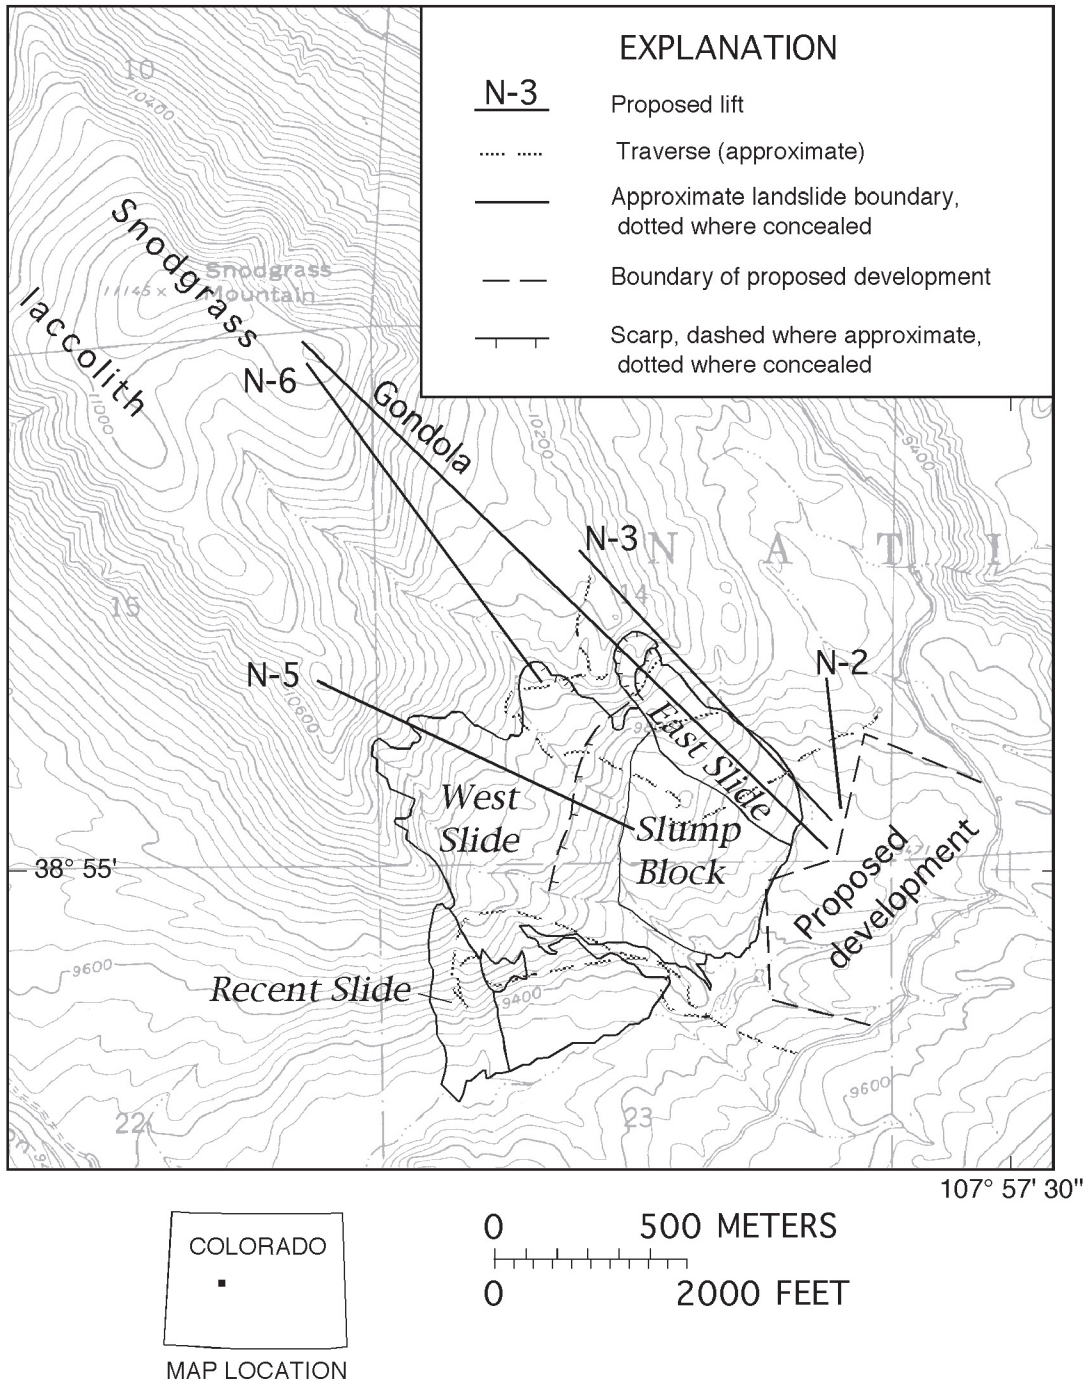 EXPLANATION
N-3
Proposed lift
Traverse (approximate)
Approximate landslide boundary,
dotted where concealed
Boundary of proposed development
Scarp, dashed where approximate,
dotted where concealed
10
10400
Snodgrass
laccolith
Snodgrass
Mountain
11145 ×
11000
N-6
Gondola
10200
9400
N-3
N A T I
14
15
N-5
10600
N-2
East Slide
West
Slide
Slump
Block
38° 55'
Proposed
development
9600
Recent Slide
9400
9600
22
23
107° 57' 30"
COLORADO
MAP LOCATION
0 500 METERS
0 2000 FEET